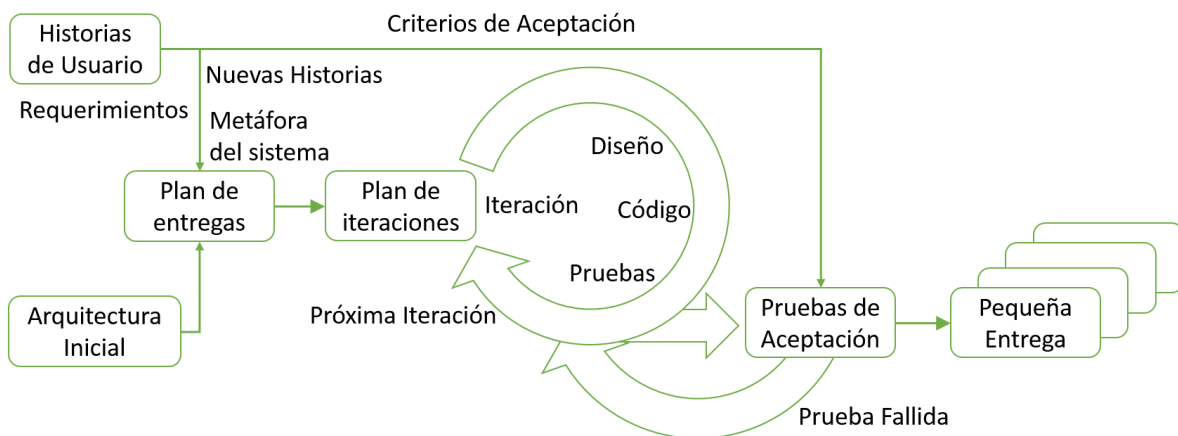 Historias
de Usuario
Criterios de Aceptación
Nuevas Historias
Requerimientos
Metáfora
del sistema
Plan de
entregas
Plan de
iteraciones
Iteración
Diseño
Código
Pruebas
Próxima Iteración
Arquitectura
Inicial
Pruebas de
Aceptación
Pequeña
Entrega
Prueba Fallida